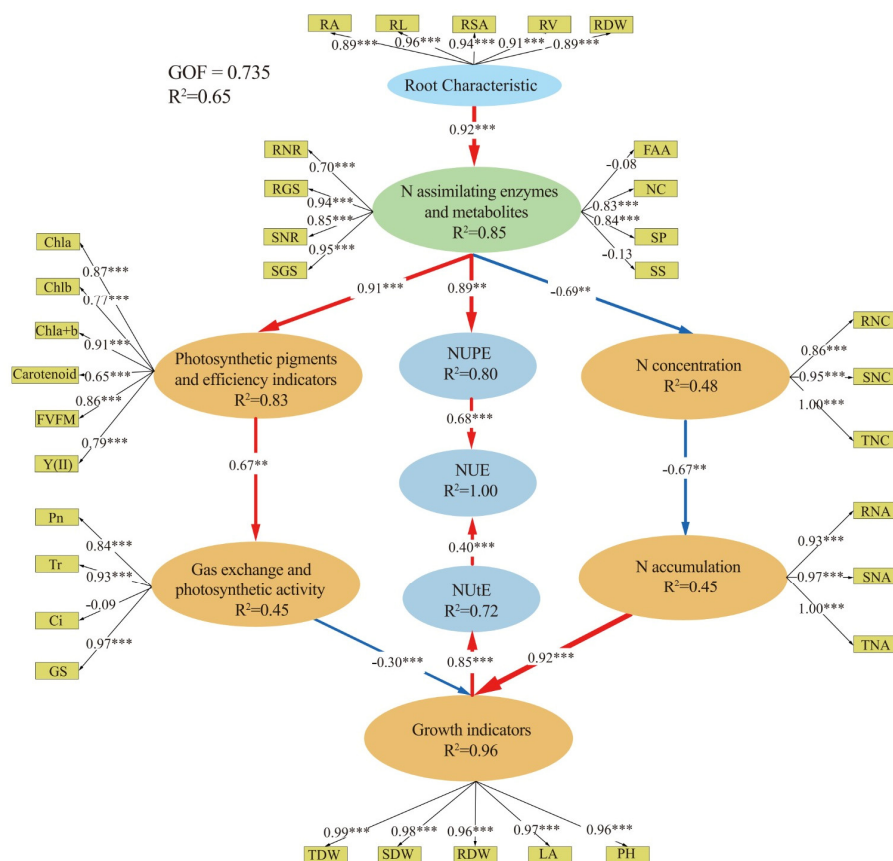 RA
RL
RSA
RV
RDW
0.89***
0.96***
0.94***
0.91***
0.89***
GOF = 0.735
R²=0.65
Root Characteristic
0.92***
RNR
RGS
SNR
SGS
0.70***
0.94***
0.85***
0.95***
N assimilating enzymes
and metabolites
R²=0.85
FAA
NC
SP
SS
-0.08
0.83***
0.84***
-0.13
0.91***
0.89**
-0.69**
Chla
Chlb
Chla+b
Carotenoid
FVFM
Y(II)
0.87***
0.77***
0.91***
0.65***
0.86***
0.79***
Photosynthetic pigments
and efficiency indicators
R²=0.83
NUPE
R²=0.80
N concentration
R²=0.48
RNC
SNC
TNC
0.86***
-0.95***
1.00***
0.67**
0.68***
-0.67**
NUE
R²=1.00
0.40***
Pn
Tr
Ci
GS
0.84***
0.93***
-0.09
0.97***
Gas exchange and
photosynthetic activity
R²=0.45
NUtE
R²=0.72
N accumulation
R²=0.45
RNA
SNA
TNA
0.93***
0.97***
1.00***
-0.30***
0.85***
0.92***
Growth indicators
R²=0.96
0.99***
0.98***
0.96***
0.97***
0.96***
TDW
SDW
RDW
LA
PH